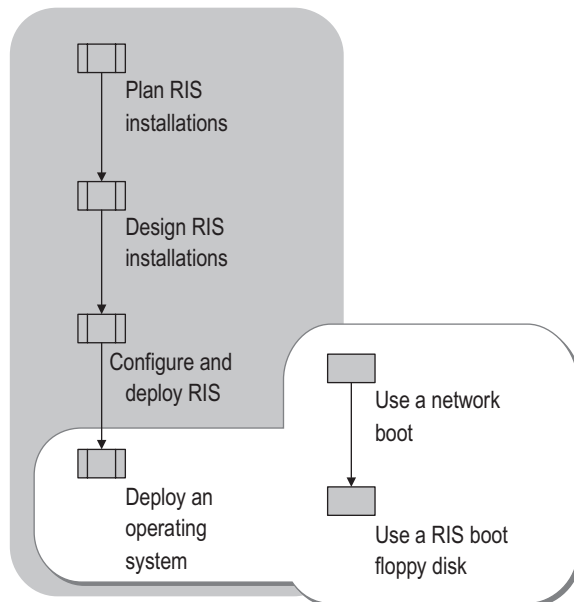 Plan RIS
installations
Design RIS
installations
Configure and
deploy RIS
Deploy an
operating
system
Use a network
boot
Use a RIS boot
floppy disk